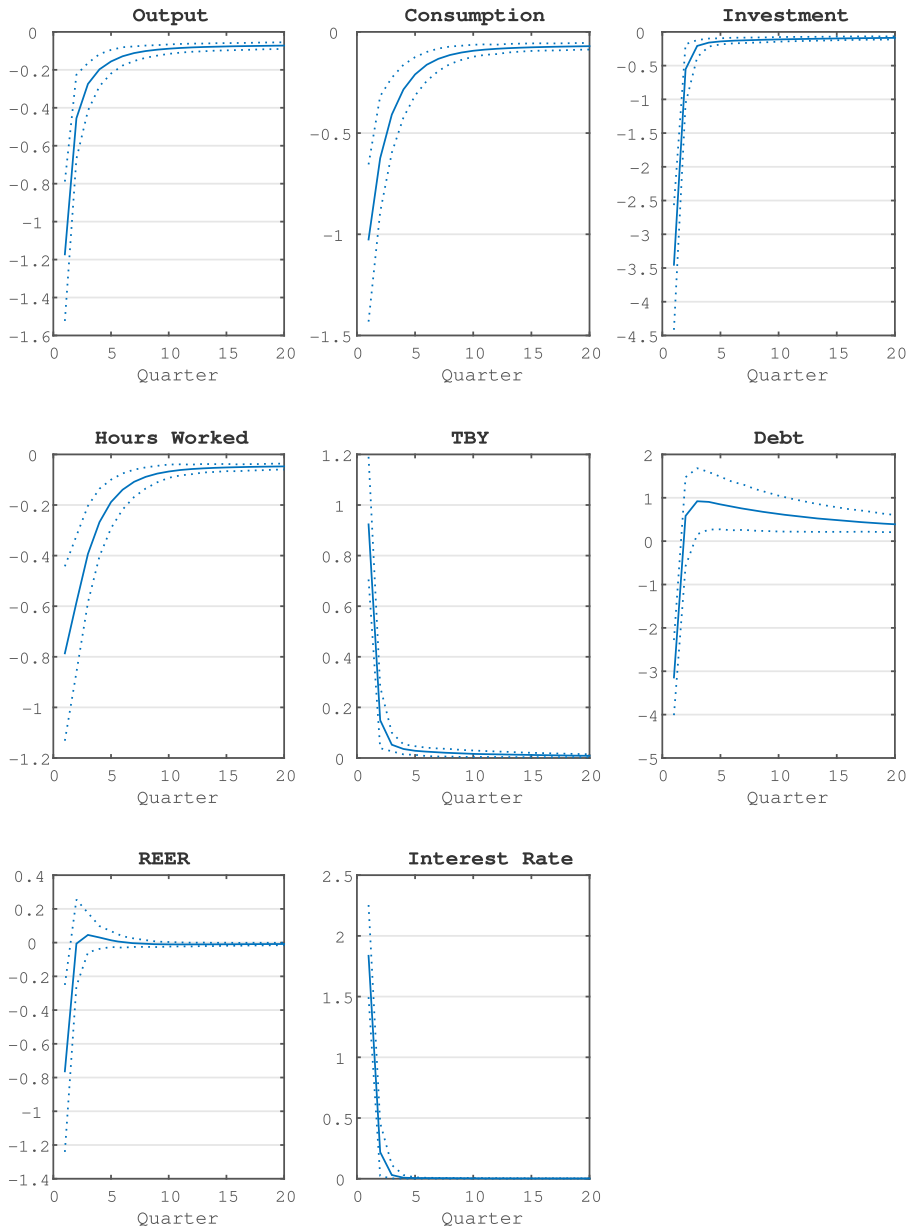 Output Consumption Investment
0 0 0
-0.2 -0.5
-0.4 -1
-0.6 -0.5 -1.5
-0.8 -2
-1 -2.5
-1.2 -1 -3
-1.4 -3.5
-4
-1.6 -1.5 -4.5
0 5 10 15 20 0 5 10 15 20 0 5 10 15 20
Quarter Quarter Quarter
Hours Worked TBY Debt
0 1.2 2
-0.2 1 1
-0.4 0.8 0
-0.6 0.6 -1
-0.8 0.4 -2
-1 0.2 -3
-4
-1.2 0 -5
0 5 10 15 20 0 5 10 15 20 0 5 10 15 20
Quarter Quarter Quarter
REER Interest Rate
0.4 2.5
0.2 2
0 1.5
-0.2 1
-0.4 0.5
-0.6
-0.8
-1
-1.2
-1.4 0
0 5 10 15 20 0 5 10 15 20
Quarter Quarter